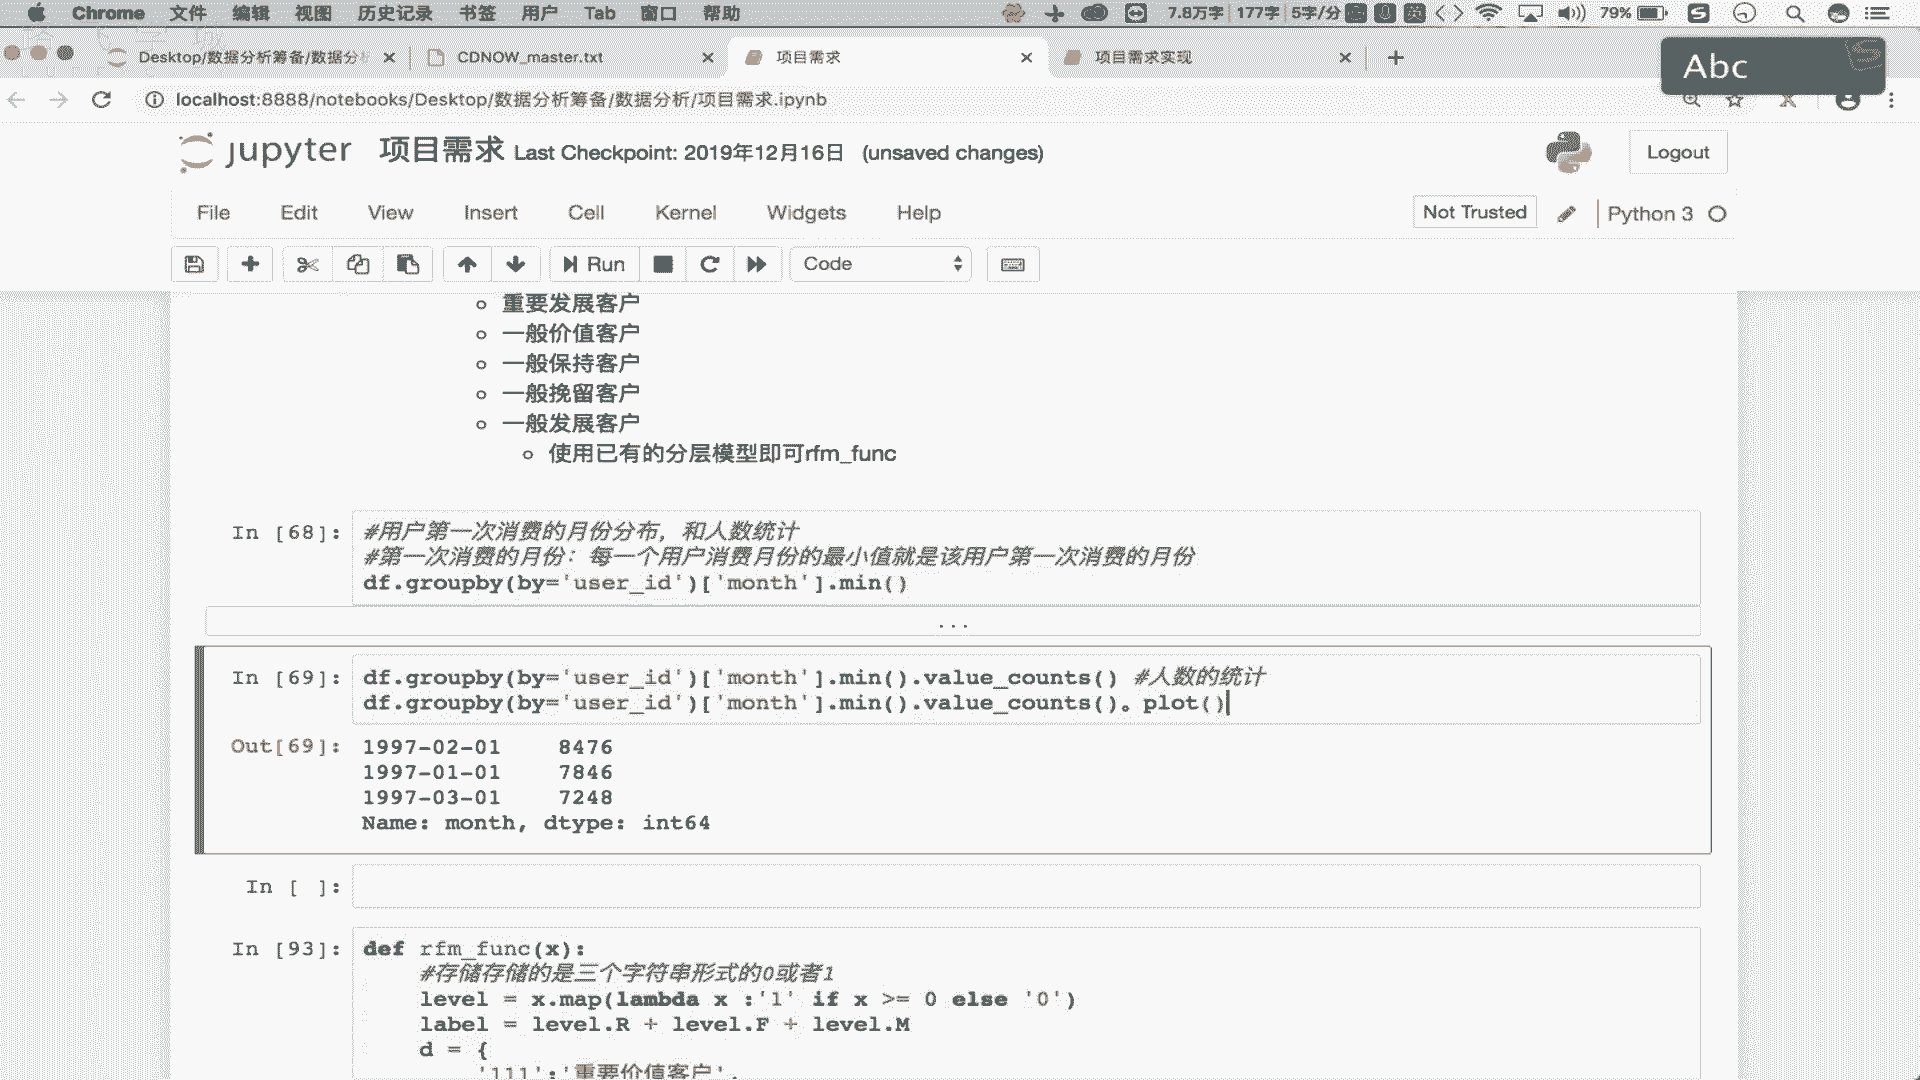 Chrome 文件 编辑 视图 历史记录 书签 用户 Tab 窗口 帮助 7.8万字 177字 5字/分 英 79%
Desktop/数据分析筹备/数据分析 CDNOW_master.txt 项目需求 项目需求实现
Abc
localhost:8888/notebooks/Desktop/数据分析筹备/数据分析/项目需求.ipynb
jupyter 项目需求 Last Checkpoint: 2019年12月16日 (unsaved changes)
Logout
File Edit View Insert Cell Kernel Widgets Help Not Trusted Python 3
Run Code
重要发展客户
一般价值客户
一般保持客户
一般挽留客户
一般发展客户
使用已有的分层模型即可rfm_func
In [68]: #用户第一次消费的月份分布，和人数统计
#第一次消费的月份：每一个用户消费月份的最小值就是该用户第一次消费的月份
df.groupby(by='user_id')['month'].min()
...
In [69]: df.groupby(by='user_id')['month'].min().value_counts() #人数的统计
df.groupby(by='user_id')['month'].min().value_counts()。plot()
Out[69]: 1997-02-01 8476
1997-01-01 7846
1997-03-01 7248
Name: month, dtype: int64
In [ ]:
In [93]: def rfm_func(x):
#存储存储的是三个字符串形式的0或者1
level = x.map(lambda x :'1' if x >= 0 else '0')
label = level.R + level.F + level.M
d = {
'111':'重要价值客户',